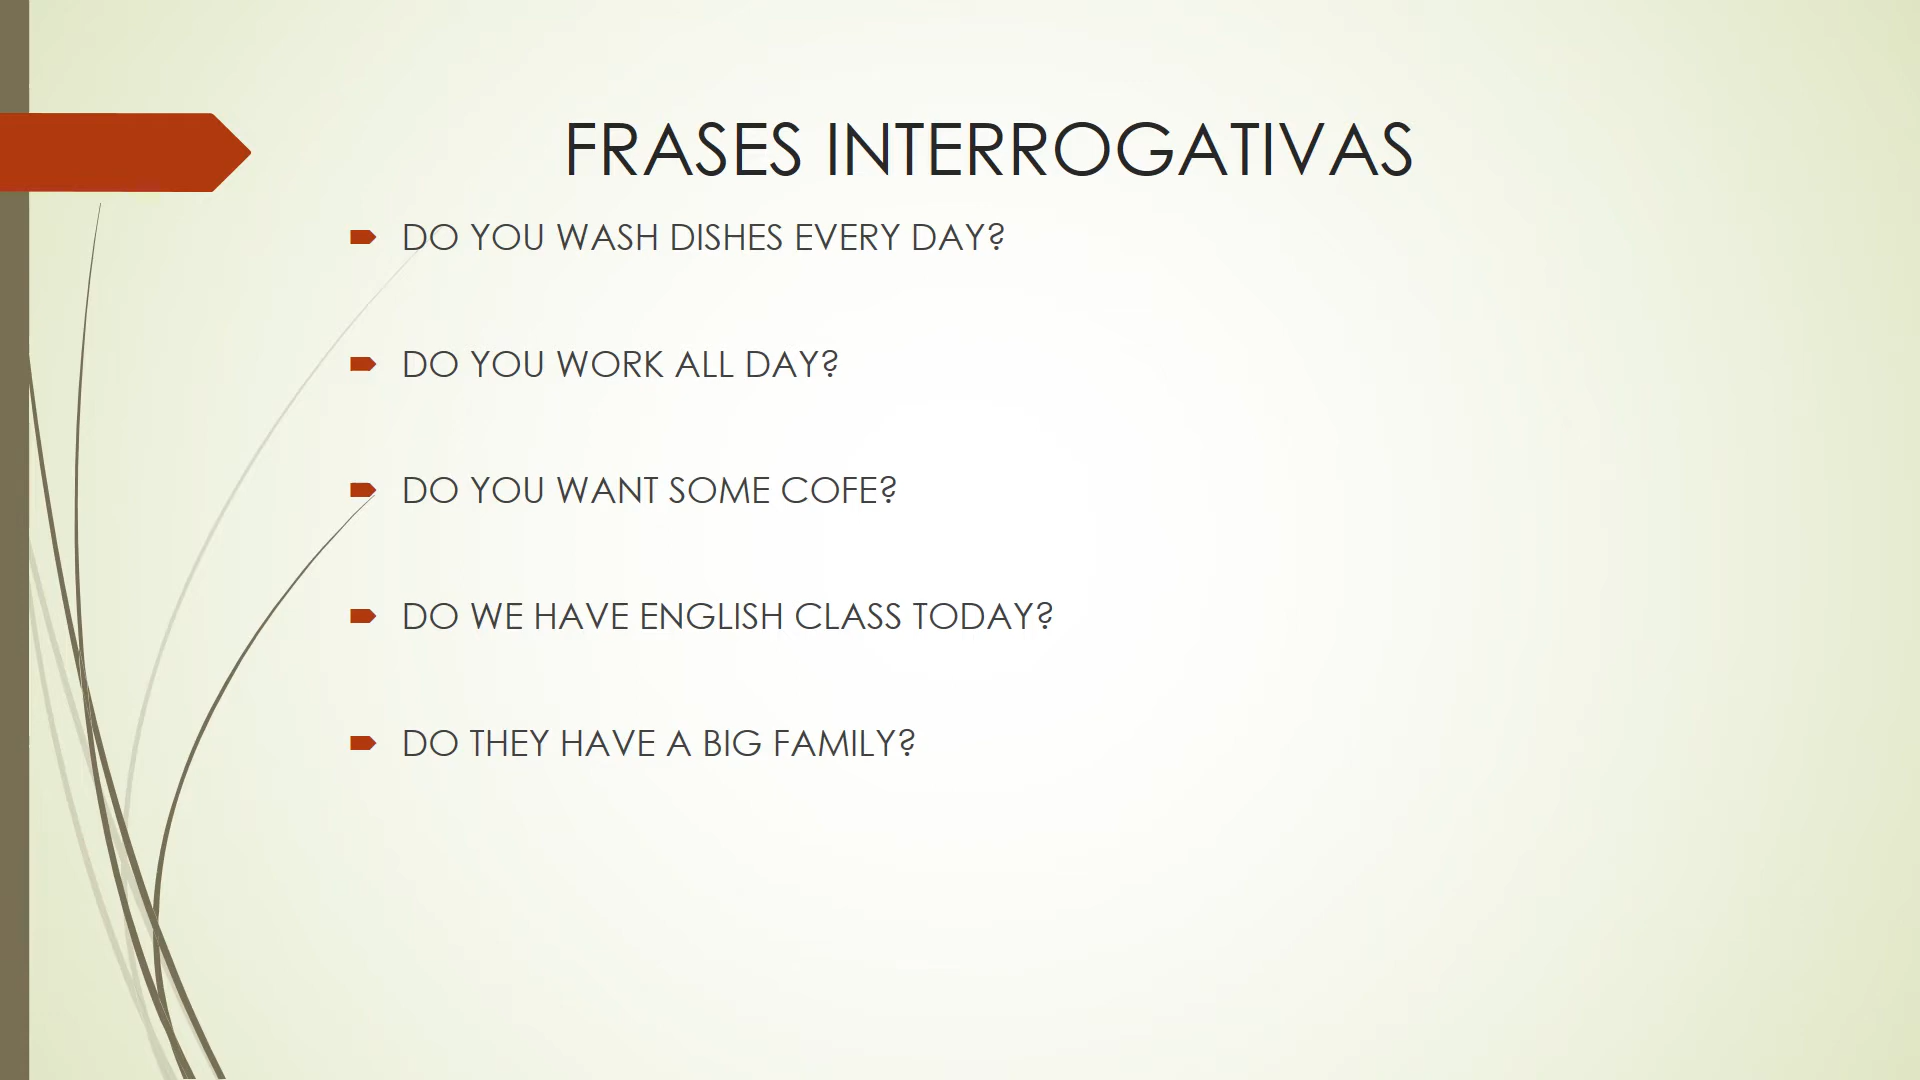 FRASES INTERROGATIVAS
DO YOU WASH DISHES EVERY DAY?
DO YOU WORK ALL DAY?
DO YOU WANT SOME COFE?
DO WE HAVE ENGLISH CLASS TODAY?
DO THEY HAVE A BIG FAMILY?